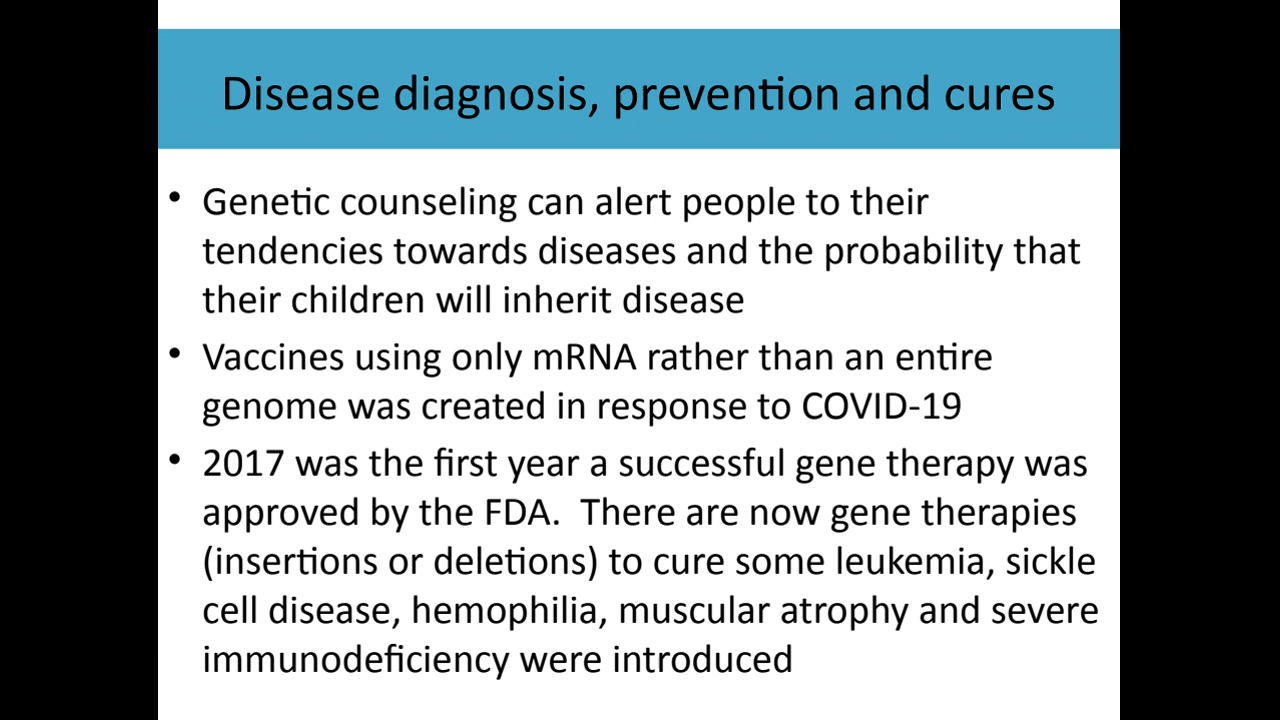 Disease diagnosis, prevention and cures
• Genetic counseling can alert people to their
tendencies towards diseases and the probability that
their children will inherit disease
• Vaccines using only mRNA rather than an entire
genome was created in response to COVID-19
• 2017 was the first year a successful gene therapy was
approved by the FDA.  There are now gene therapies
(insertions or deletions) to cure some leukemia, sickle
cell disease, hemophilia, muscular atrophy and severe
immunodeficiency were introduced